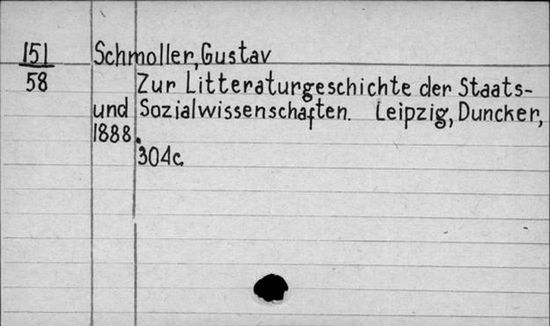 151 Schmoller, Gustav
58 Zur Litteraturgeschichte der Staats-
und Sozialwissenschaften. Leipzig, Duncker,
1888.
304c.